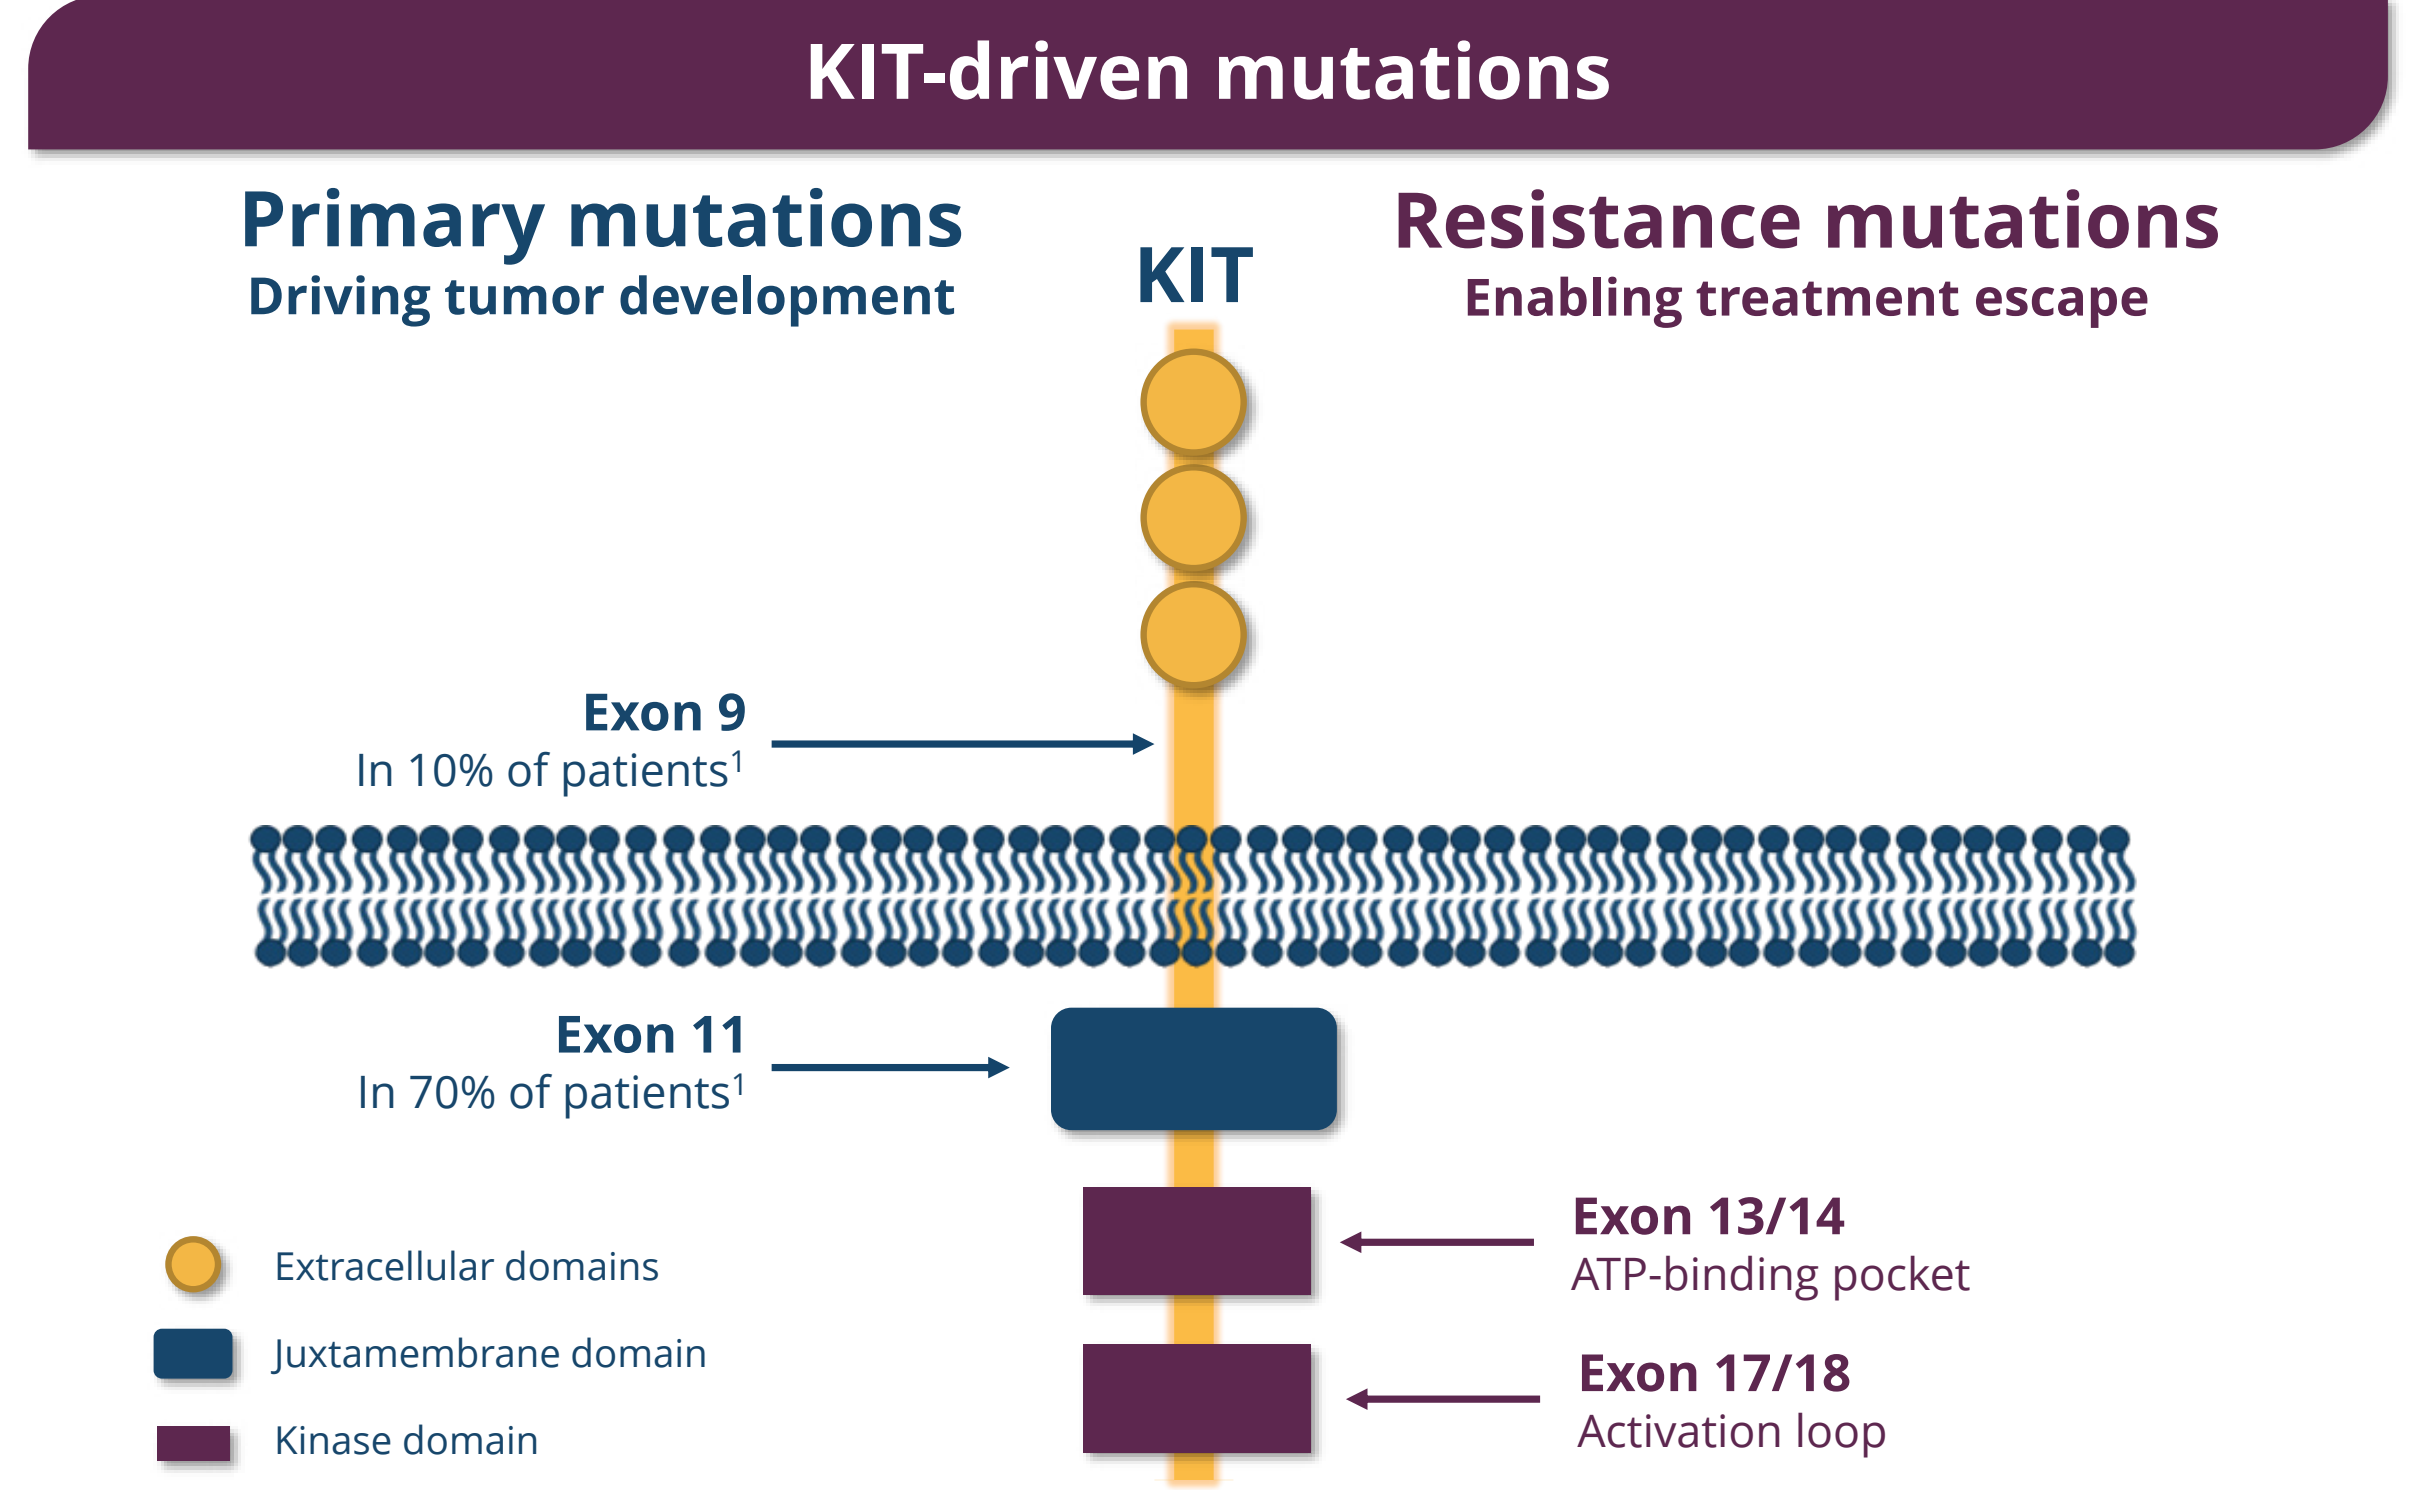 KIT-driven mutations
Primary mutations
Driving tumor development
KIT
Resistance mutations
Enabling treatment escape
Exon 9
In 10% of patients¹
Exon 11
In 70% of patients¹
Exon 13/14
ATP-binding pocket
Exon 17/18
Activation loop
Extracellular domains
Juxtamembrane domain
Kinase domain